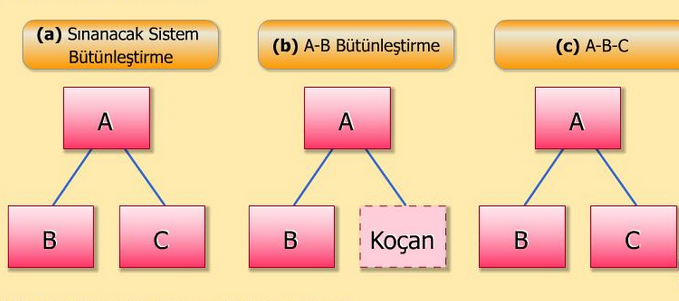 (a) Sınanacak Sistem
Bütünleştirme
(b) A-B Bütünleştirme
(c) A-B-C
A
A
A
B
C
B
Koçan
B
C